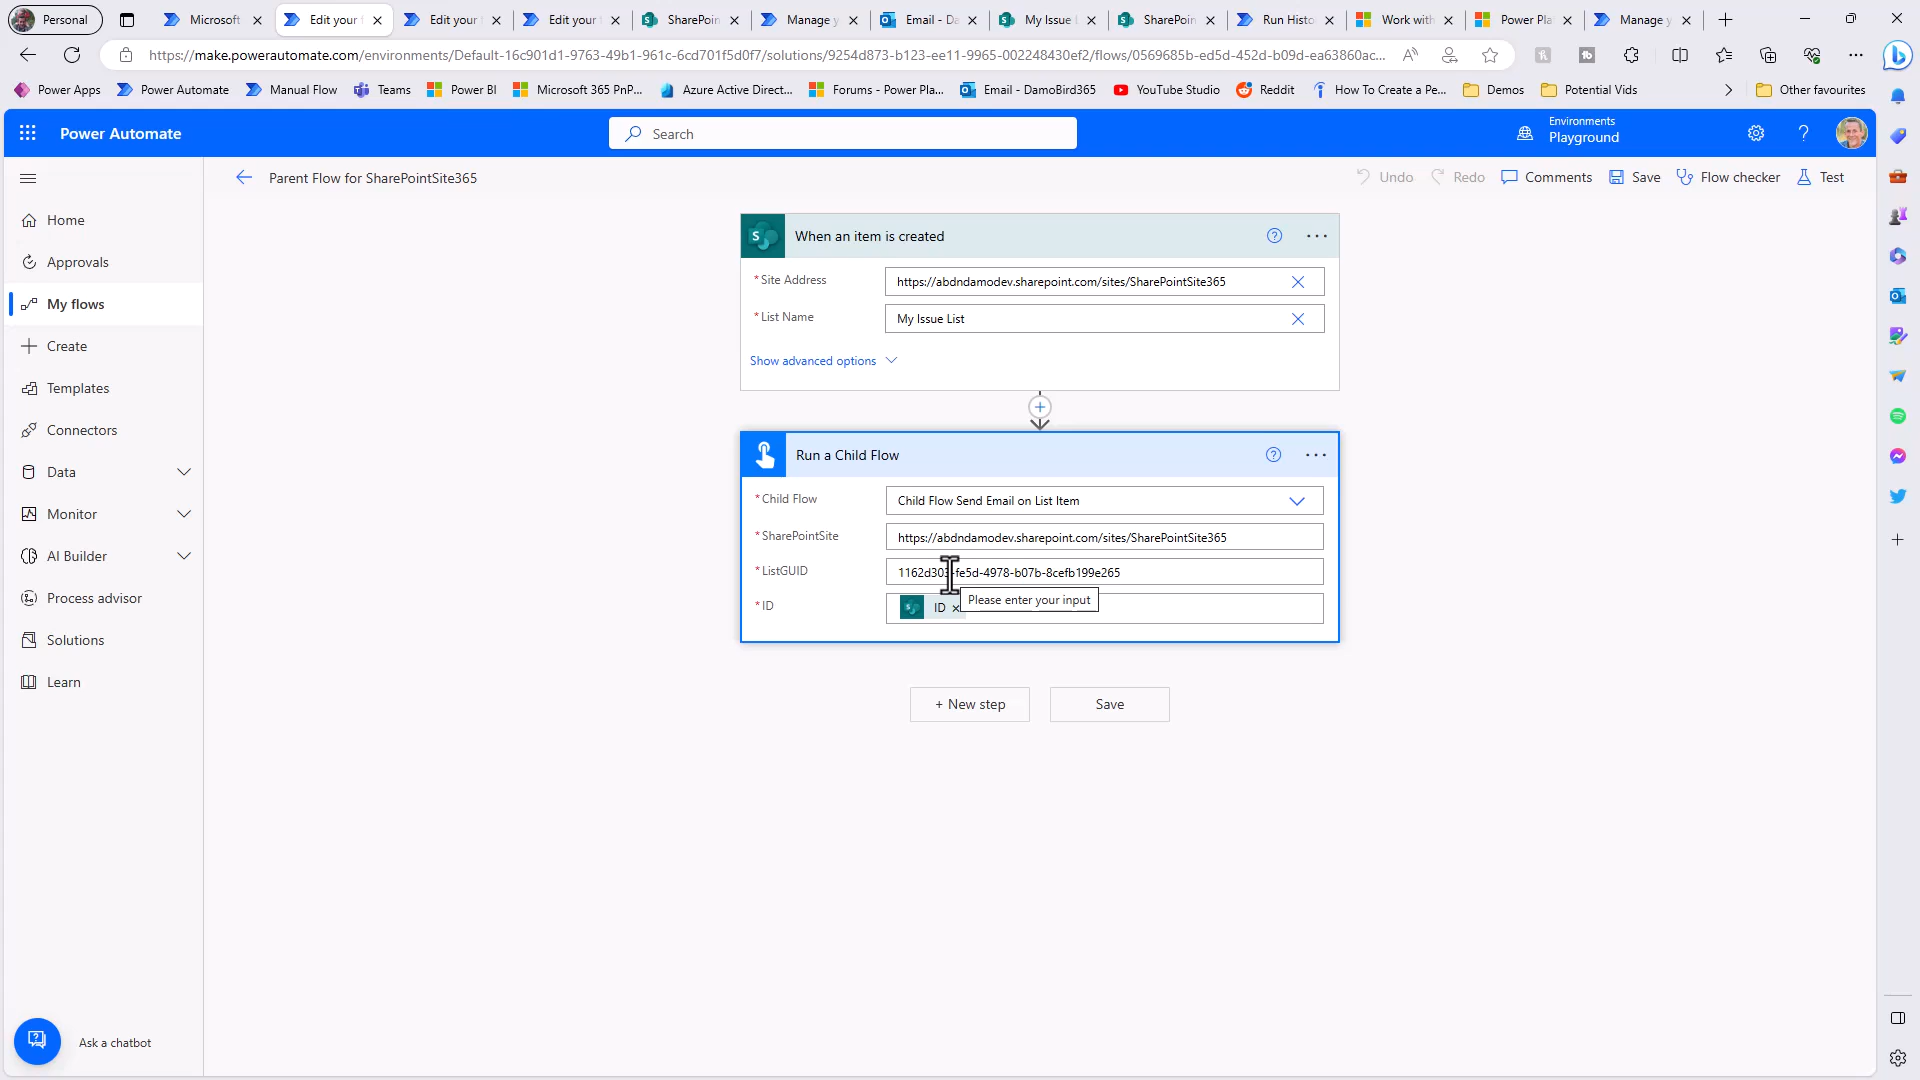 Personal
Microsoft
Edit your
Edit your
Edit your
SharePoin
Manage y
Email - Da
My Issue
SharePoin
Run Histo
Work with
Power Pla
Manage y
https://make.powerautomate.com/environments/Default-16c901d1-9763-49b1-961c-6cd701f5d0f7/solutions/9254d873-b123-ee11-9965-002248430ef2/flows/0569685b-ed5d-452d-b09d-ea63860ac...
Power Apps
Power Automate
Manual Flow
Teams
Power BI
Microsoft 365 PnP...
Azure Active Direct...
Forums - Power Pla...
Email - DamoBird365
YouTube Studio
Reddit
How To Create a Pe...
Demos
Potential Vids
Other favourites
Power Automate
Search
Environments
Playground
Parent Flow for SharePointSite365
Undo
Redo
Comments
Save
Flow checker
Test
Home
Approvals
My flows
Create
Templates
Connectors
Data
Monitor
AI Builder
Process advisor
Solutions
Learn
Ask a chatbot
When an item is created
* Site Address
https://abdndamodev.sharepoint.com/sites/SharePointSite365
* List Name
My Issue List
Show advanced options
Run a Child Flow
* Child Flow
Child Flow Send Email on List Item
* SharePointSite
https://abdndamodev.sharepoint.com/sites/SharePointSite365
* ListGUID
1162d303-fe5d-4978-b07b-8cefb199e265
Please enter your input
* ID
ID
+ New step
Save